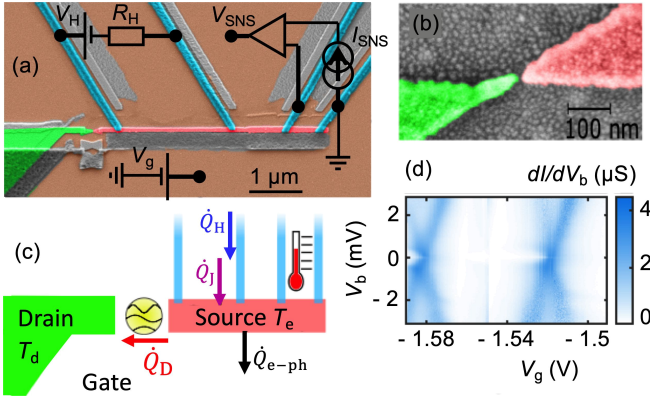 (a)
V_H
R_H
V_SNS
I_SNS
V_g
1 μm
(b)
100 nm
(c)
Q̇_H
Q̇_J
Source T_e
Drain
T_d
Q̇_D
Q̇_e−ph
Gate
(d)
dI/dV_b (μS)
V_b (mV)
2
0
- 2
- 1.58
- 1.54
- 1.5
V_g (V)
4
2
0